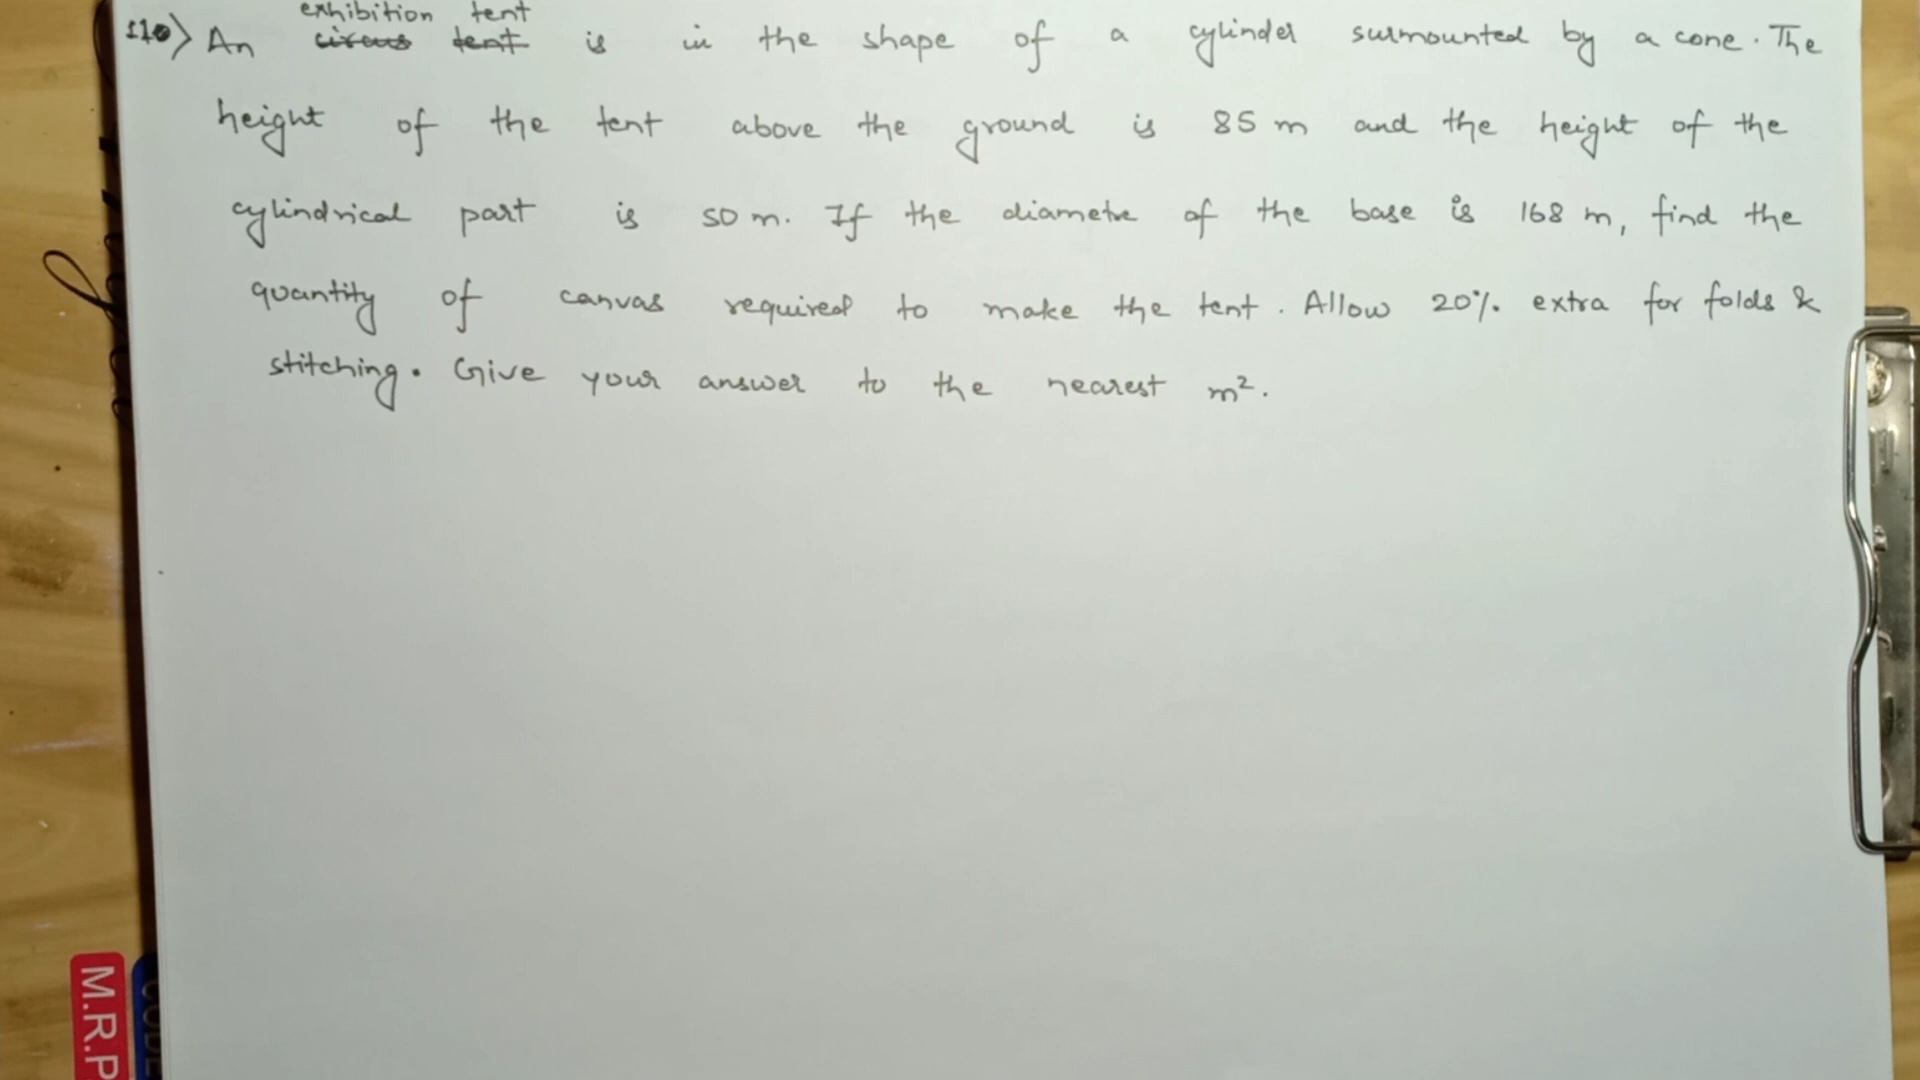 110) An exhibition tent is in the shape of a cylinder surmounted by a cone. The
height of the tent above the ground is 85 m and the height of the
cylindrical part is 50 m. If the diametre of the base is 168 m, find the
quantity of canvas required to make the tent. Allow 20% extra for folds &
stitching. Give your answer to the nearest m².
M.R.P
CODE